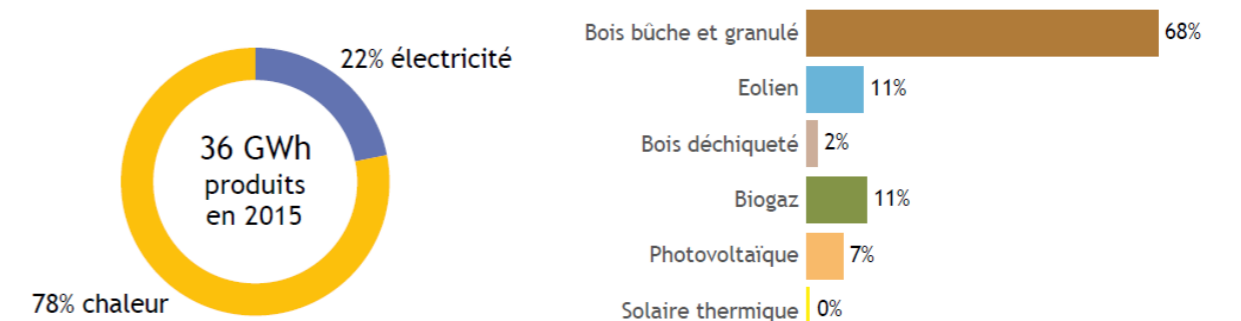 22% électricité
36 GWh
produits
en 2015
78% chaleur
Bois bûche et granulé 68%
Eolien 11%
Bois déchiqueté 2%
Biogaz 11%
Photovoltaïque 7%
Solaire thermique 0%